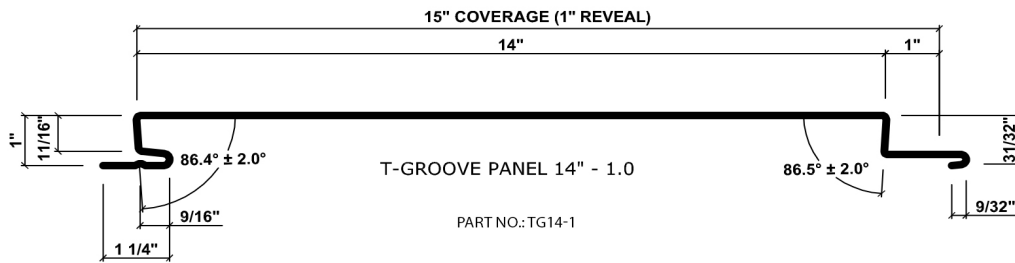 15" COVERAGE (1" REVEAL)
14"
1"
1"
11/16"
31/32"
86.4° ± 2.0°
T-GROOVE PANEL 14" - 1.0
86.5° ± 2.0°
9/16"
PART NO.: TG14-1
9/32"
1 1/4"